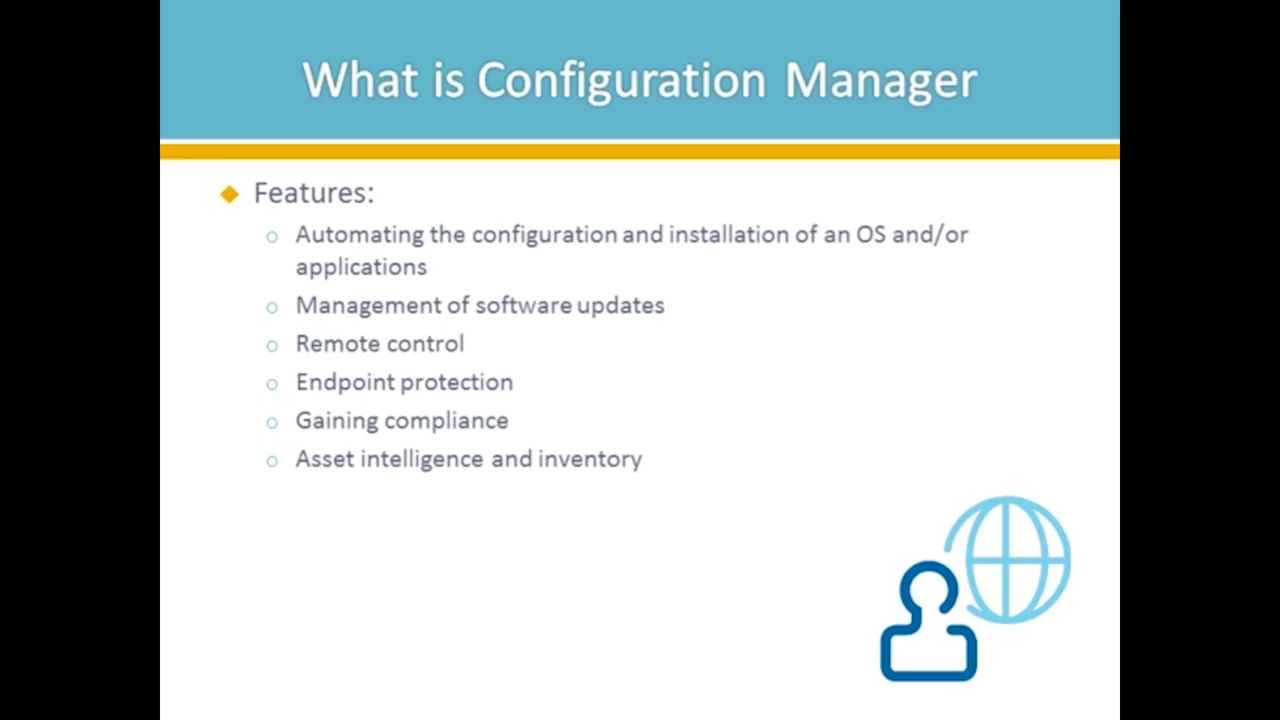 What is Configuration Manager
Features:
Automating the configuration and installation of an OS and/or
applications
Management of software updates
Remote control
Endpoint protection
Gaining compliance
Asset intelligence and inventory